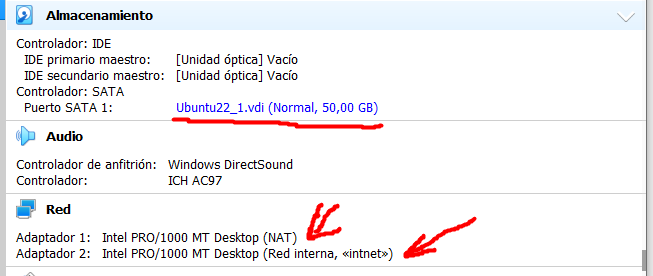 Almacenamiento
Controlador: IDE
IDE primario maestro: [Unidad óptica] Vacío
IDE secundario maestro: [Unidad óptica] Vacío
Controlador: SATA
Puerto SATA 1: Ubuntu22_1.vdi (Normal, 50,00 GB)
Audio
Controlador de anfitrión: Windows DirectSound
Controlador: ICH AC97
Red
Adaptador 1: Intel PRO/1000 MT Desktop (NAT)
Adaptador 2: Intel PRO/1000 MT Desktop (Red interna, «intnet»)